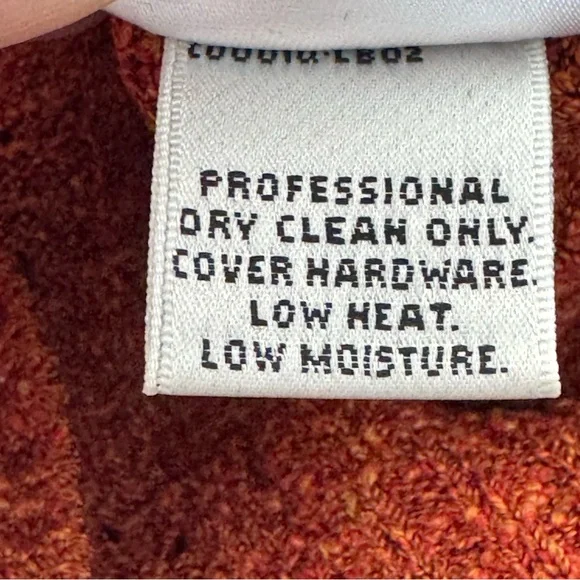 PROFESSIONAL
DRY CLEAN ONLY.
COVER HARDWARE.
LOW HEAT.
LOW MOISTURE.